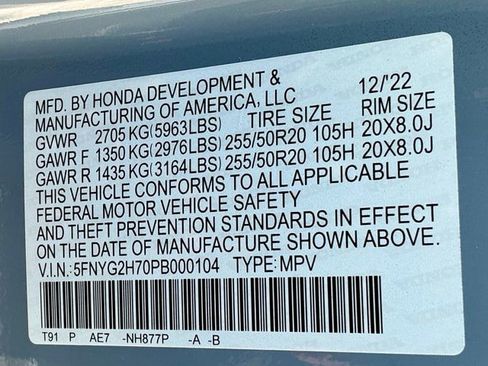 MFD. BY HONDA DEVELOPMENT &
MANUFACTURING OF AMERICA, LLC 12/'22
GVWR 2705 KG(5963LBS) TIRE SIZE RIM SIZE
GAWR F 1350 KG(2976LBS) 255/50R20 105H 20X8.0J
GAWR R 1435 KG(3164LBS) 255/50R20 105H 20X8.0J
THIS VEHICLE CONFORMS TO ALL APPLICABLE
FEDERAL MOTOR VEHICLE SAFETY
AND THEFT PREVENTION STANDARDS IN EFFECT
ON THE DATE OF MANUFACTURE SHOWN ABOVE.
V.I.N.: 5FNYG2H70PB000104 TYPE: MPV
T91 P AE7 -NH877P -A -B